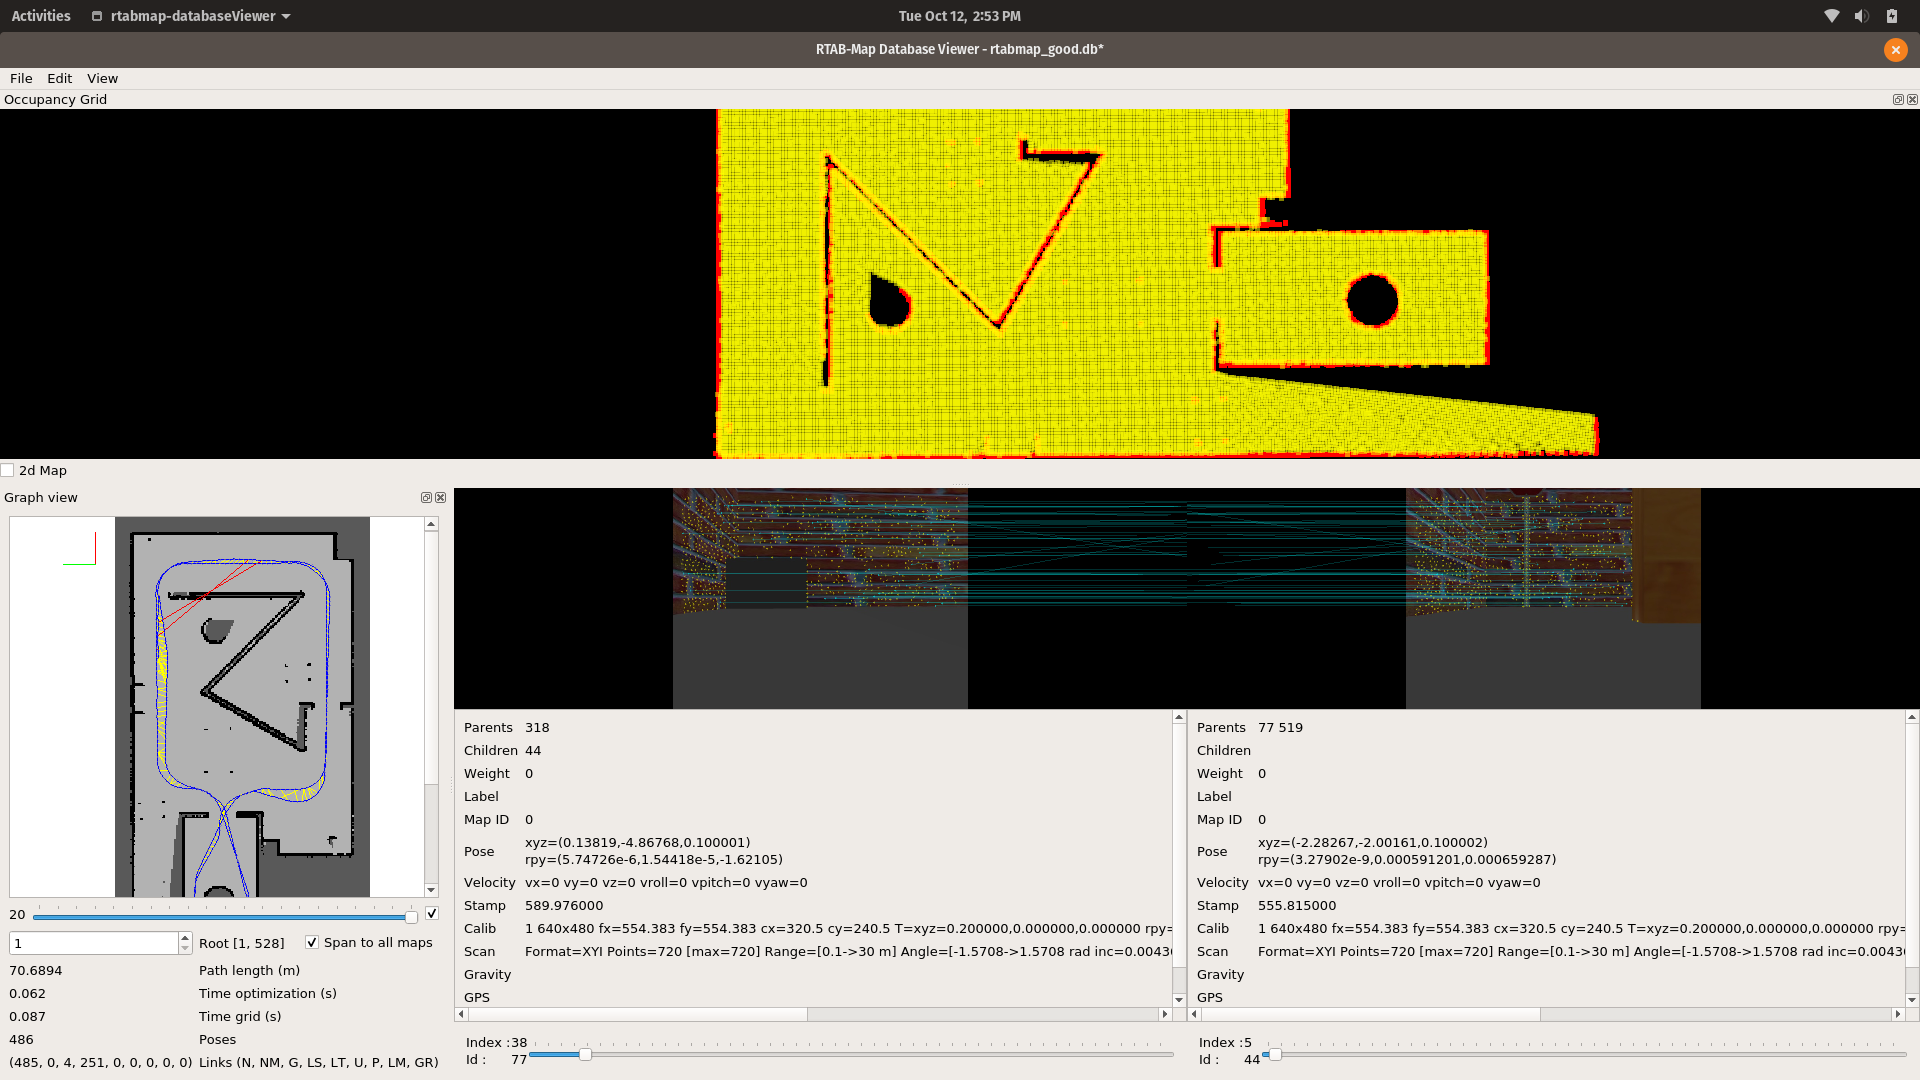 Activities rtabmap-databaseViewer Tue Oct 12, 2:53 PM
RTAB-Map Database Viewer - rtabmap_good.db*
File Edit View
Occupancy Grid
2d Map
Graph view
20
1 Root [1, 528] Span to all maps
70.6894 Path length (m)
0.062 Time optimization (s)
0.087 Time grid (s)
486 Poses
(485, 0, 4, 251, 0, 0, 0, 0, 0) Links (N, NM, G, LS, LT, U, P, LM, GR)
Parents 318
Children 44
Weight 0
Label
Map ID 0
Pose xyz=(0.13819,-4.86768,0.100001)
rpy=(5.74726e-6,1.54418e-5,-1.62105)
Velocity vx=0 vy=0 vz=0 vroll=0 vpitch=0 vyaw=0
Stamp 589.976000
Calib 1 640x480 fx=554.383 fy=554.383 cx=320.5 cy=240.5 T=xyz=0.200000,0.000000,0.000000 rpy=
Scan Format=XYI Points=720 [max=720] Range=[0.1->30 m] Angle=[-1.5708->1.5708 rad inc=0.0043
Gravity
GPS
Index :38
Id : 77
Parents 77 519
Children
Weight 0
Label
Map ID 0
Pose xyz=(-2.28267,-2.00161,0.100002)
rpy=(3.27902e-9,0.000591201,0.000659287)
Velocity vx=0 vy=0 vz=0 vroll=0 vpitch=0 vyaw=0
Stamp 555.815000
Calib 1 640x480 fx=554.383 fy=554.383 cx=320.5 cy=240.5 T=xyz=0.200000,0.000000,0.000000 rpy=
Scan Format=XYI Points=720 [max=720] Range=[0.1->30 m] Angle=[-1.5708->1.5708 rad inc=0.0043
Gravity
GPS
Index :5
Id : 44